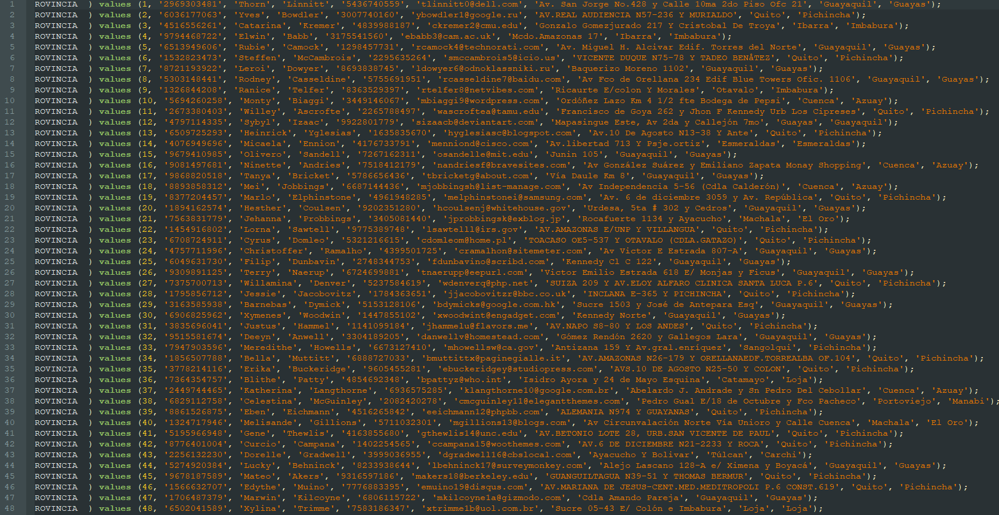 1 ROVINCIA ) values (1, '2969303481', 'Thorn', 'Linnitt', '5436740559', 'tlinnitt0@dell.com', 'Av. San Jorge No.428 y Calle 10ma 2do Piso Ofc 21', 'Guayaquil', 'Guayas');
2 ROVINCIA ) values (2, '6036177063', 'Yves', 'Bowdler', '3007740160', 'ybowdler1@google.ru', 'AV.REAL AUDIENCIA N57-236 Y MURIALDO', 'Quito', 'Pichincha');
3 ROVINCIA ) values (3, '4516556261', 'Catarina', 'Kremer', '4839988187', 'ckremer2@cmu.edu', 'Gonzalo Gomezjurado 217 Y Cristobal De Troya', 'Ibarra', 'Imbabura');
4 ROVINCIA ) values (4, '9794468722', 'Elwin', 'Babb', '3175541560', 'ebabb3@cam.ac.uk', 'Mcdo.Amazonas 17', 'Ibarra', 'Imbabura');
5 ROVINCIA ) values (5, '6513949606', 'Rubie', 'Camock', '1298457731', 'rcamock4@technorati.com', 'Av. Miguel H. Alcivar Edif. Torres del Norte', 'Guayaquil', 'Guayas');
6 ROVINCIA ) values (6, '1532823473', 'Steffen', 'McCambrois', '2295635264', 'smccambrois5@icio.us', 'VICENTE DUQUE N75-78 Y TADEO BENåTEZ', 'Quito', 'Pichincha');
7 ROVINCIA ) values (7, '8721193922', 'Leroi', 'Dowyer', '8693838745', 'ldowyer6@odnoklassniki.ru', 'Baquerizo Moreno 1102', 'Guayaquil', 'Guayas');
8 ROVINCIA ) values (8, '5303148441', 'Rodney', 'Casseldine', '5755691951', 'rcasseldine7@baidu.com', 'Av Fco de Orellana 234 Edif Blue Towers Ofic. 1106', 'Guayaquil', 'Guayas');
9 ROVINCIA ) values (9, '1326844208', 'Ranice', 'Telfer', '8363529397', 'rtelfer8@netvibes.com', 'Ricaurte E/colon Y Morales', 'Otavalo', 'Imbabura');
10 ROVINCIA ) values (10, '5694260258', 'Monty', 'Biaggi', '3449146067', 'mbiaggi9@wordpress.com', 'Ordóñez Lazo Km 4 1/2 fte Bodega de Pepsi', 'Cuenca', 'Azuay');
11 ROVINCIA ) values (11, '2673380403', 'Willey', 'Ascrofte', '2265788497', 'wascroftea@tamu.edu', 'Francisco de Goya 262 y Jhon F Kennedy Urb Los Cipreses', 'Quito', 'Pichincha');
12 ROVINCIA ) values (12, '4797114335', 'Sybyl', 'Izaac', '9922801779', 'sizaacb@deviantart.com', 'Mapasingue Este, Av 2da y Callejón 7mo', 'Guayas', 'Guayaquil');
13 ROVINCIA ) values (13, '6509725293', 'Heinrick', 'Yglesias', '1635835670', 'hyglesiasc@blogspot.com', 'Av.10 De Agosto N13-38 Y Ante', 'Quito', 'Pichincha');
14 ROVINCIA ) values (14, '4076949696', 'Micaela', 'Ennion', '4176733791', 'menniond@cisco.com', 'Av.libertad 713 Y Psje.ortiz', 'Esmeraldas', 'Esmeraldas');
15 ROVINCIA ) values (15, '9679410985', 'Olivero', 'Sandell', '7267162311', 'osandelle@mit.edu', 'Junin 105', 'Guayaquil', 'Guayas');
16 ROVINCIA ) values (16, '9081497681', 'Ninette', 'Andries', '7518412179', 'nandriesf@bravesites.com', 'Av González Suárez y Emiliano Zapata Monay Shopping', 'Cuenca', 'Azuay');
17 ROVINCIA ) values (17, '9868820518', 'Tanya', 'Bricket', '5786656436', 'tbricketg@about.com', 'Vía Daule Km 8', 'Guayaquil', 'Guayas');
18 ROVINCIA ) values (18, '8893858312', 'Mei', 'Jobbings', '6687144436', 'mjobbingsh@list-manage.com', 'Av Independencia 5-56 (Cdla Calderón)', 'Cuenca', 'Azuay');
19 ROVINCIA ) values (19, '8377204457', 'Marlo', 'Elphinstone', '4961948285', 'melphinstonei@samsung.com', 'Av. 6 de diciembre 3059 y Av. República', 'Quito', 'Pichincha');
20 ROVINCIA ) values (20, '1894162574', 'Hesther', 'Coulsen', '9202351280', 'hcoulsenj@whitehouse.gov', 'Urdesa, 5ta # 302 y Cedros', 'Guayaquil', 'Guayas');
21 ROVINCIA ) values (21, '7563831779', 'Jehanna', 'Probbings', '3405081440', 'jprobbingsk@exblog.jp', 'Rocafuerte 1134 y Ayacucho', 'Machala', 'El Oro');
22 ROVINCIA ) values (22, '1454916802', 'Lorna', 'Sawtell', '9775389748', 'lsawtelll@irs.gov', 'AV.AMAZONAS E/UNP Y VILLANGUA', 'Quito', 'Pichincha');
23 ROVINCIA ) values (23, '6708724911', 'Cyrus', 'Domleo', '5321216615', 'cdomleom@home.pl', 'TOACASO OE5-537 Y OTAVALO (CDLA.GATAZO)', 'Quito', 'Pichincha');
24 ROVINCIA ) values (24, '4757711996', 'Christoffer', 'Ramalho', '4399501725', 'cramalhon@sitemeter.com', 'Av Victor E Estrada 807-A', 'Guayaquil', 'Guayas');
25 ROVINCIA ) values (25, '6049631730', 'Filip', 'Dunbavin', '2748344753', 'fdunbavino@scribd.com', 'Kennedy Cl C 122', 'Guayaquil', 'Guayas');
26 ROVINCIA ) values (26, '9309891125', 'Terry', 'Naerup', '6724699881', 'tnaerupp@eepurl.com', 'Victor Emilio Estrada 618 E/ Monjas y Ficus', 'Guayaquil', 'Guayas');
27 ROVINCIA ) values (27, '7375700713', 'Willamina', 'Denver', '5237584619', 'wdenverq@php.net', 'SUIZA 209 Y AV.ELOY ALFARO CLINICA SANTA LUCA P.6', 'Quito', 'Pichincha');
28 ROVINCIA ) values (28, '1795856712', 'Jessie', 'Jacobovitz', '1784363651', 'jjacobovitzr@bbc.co.uk', 'INCLANA E-365 Y PICHINCHA', 'Quito', 'Pichincha');
29 ROVINCIA ) values (29, '3163585938', 'Barnebas', 'Dymick', '5153128106', 'bdymicks@google.com.hk', 'Sucre 1503 y José de Antepara Esq', 'Guayaquil', 'Guayas');
30 ROVINCIA ) values (30, '6906825962', 'Xymenes', 'Woodwin', '1447855102', 'xwoodwint@engadget.com', 'Kennedy Norte', 'Guayaquil', 'Guayas');
31 ROVINCIA ) values (31, '3835696041', 'Justus', 'Hammel', '1141099184', 'jhammelu@flavors.me', 'AV.NAPO S8-80 Y LOS ANDES', 'Quito', 'Pichincha');
32 ROVINCIA ) values (32, '9515581674', 'Deeyn', 'Anwell', '3304189205', 'danwellv@homestead.com', 'Gómez Rendón 2620 y Gallegos Lara', 'Guayaquil', 'Guayas');
33 ROVINCIA ) values (33, '7947903596', 'Meredithe', 'Howells', '6673127410', 'mhowellsw@ca.gov', 'Antizana 159 Y Av.gral.enríquez', 'Sangolqui', 'Pichincha');
34 ROVINCIA ) values (34, '1856507788', 'Bella', 'Muttitt', '6888727033', 'bmuttittx@paginegialle.it', 'AV.AMAZONAS N26-179 Y ORELLANAEDF.TORREALBA OF.104', 'Quito', 'Pichincha');
35 ROVINCIA ) values (35, '3778214116', 'Erika', 'Buckeridge', '9605455281', 'ebuckeridgey@studiopress.com', 'AVS.10 DE AGOSTO N25-50 Y COLON', 'Quito', 'Pichincha');
36 ROVINCIA ) values (36, '7364354757', 'Blithe', 'Patty', '4854692348', 'bpattyz@who.int', 'Isidro Ayora y 24 de Mayo Esquina', 'Catamayo', 'Loja');
37 ROVINCIA ) values (37, '2449744465', 'Katherina', 'Langthorne', '6936575285', 'klangthorne10@google.com.br', 'Abelardo J. Andrade y Sn Pedro Del Cebollar', 'Cuenca', 'Azuay');
38 ROVINCIA ) values (38, '6829112758', 'Celestina', 'McGuinley', '2082420278', 'cmcguinley11@elegantthemes.com', 'Pedro Gual E/18 de Octubre y Fco Pacheco', 'Portoviejo', 'Manabi');
39 ROVINCIA ) values (39, '8861526875', 'Eben', 'Eichmann', '4516265842', 'eeichmann12@phpbb.com', 'ALEMANIA N974 Y GUAYANAS', 'Quito', 'Pichincha');
40 ROVINCIA ) values (40, '1324717946', 'Melisande', 'Gillions', '5711032301', 'mgillions13@blogs.com', 'Av Circunvalación Norte Vía Unioro y Calle Cuenca', 'Machala', 'El Oro');
41 ROVINCIA ) values (41, '5195966948', 'Gene', 'Thewlis', '4163855680', 'gthewlis14@unc.edu', 'AV.BETONIO LOTE 28, URB.SAN VICENTE DE PAUL', 'Quito', 'Pichincha');
42 ROVINCIA ) values (42, '8776401004', 'Curcio', 'Campana', '1402254565', 'ccampana15@woothemes.com', 'AV.6 DE DICIEMBRE N21-2233 Y ROCA', 'Quito', 'Pichincha');
43 ROVINCIA ) values (43, '2256132230', 'Dorelle', 'Gradwell', '3999036955', 'dgradwell16@cbslocal.com', 'Ayacucho Y Bolivar', 'Túlcan', 'Carchi');
44 ROVINCIA ) values (44, '5274920384', 'Lucky', 'Behninck', '8233938644', 'lbehninck17@surveymonkey.com', 'Alejo Lascano 128-A e/ Ximena y Boyacá', 'Guayaquil', 'Guayas');
45 ROVINCIA ) values (45, '9678187589', 'Mateo', 'Akers', '9316597186', 'makers18@berkeley.edu', 'GUANGUILTAGUA N39-51 Y THOMAS BERMUR', 'Quito', 'Pichincha');
46 ROVINCIA ) values (46, '1566632707', 'Edythe', 'Muino', '7776883395', 'emuino19@disqus.com', 'AV.MARIANA DE JESUS-CENT.MED.MEDITROPOLI P.6 CONST.619', 'Quito', 'Pichincha');
47 ROVINCIA ) values (47, '1706487379', 'Marwin', 'Kilcoyne', '6806115722', 'mkilcoyne1a@gizmodo.com', 'Cdla Amando Pareja', 'Guayaquil', 'Guayas');
48 ROVINCIA ) values (48, '6502041589', 'Xylina', 'Trimme', '7583186347', 'xtrimme1b@uol.com.br', 'Sucre 05-43 E/ Colón e Imbabura', 'Loja', 'Loja');